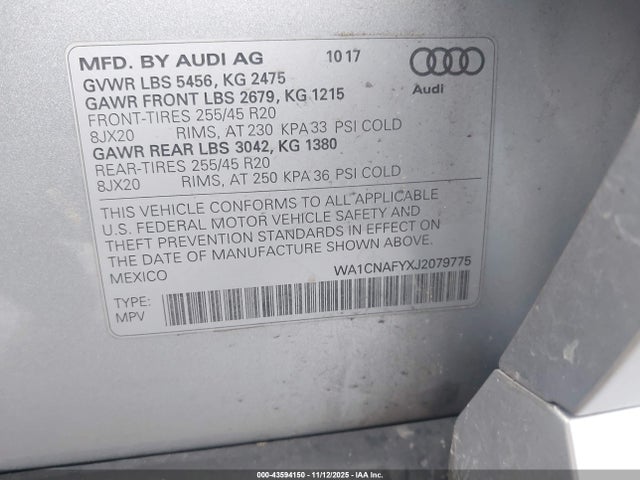 MFD. BY AUDI AG 10 17
GVWR LBS 5456, KG 2475
GAWR FRONT LBS 2679, KG 1215
FRONT-TIRES 255/45 R20
8JX20 RIMS, AT 230 KPA 33 PSI COLD
GAWR REAR LBS 3042, KG 1380
REAR-TIRES 255/45 R20
8JX20 RIMS, AT 250 KPA 36 PSI COLD
Audi
THIS VEHICLE CONFORMS TO ALL APPLICABLE
U.S. FEDERAL MOTOR VEHICLE SAFETY AND
THEFT PREVENTION STANDARDS IN EFFECT ON
THE DATE OF MANUFACTURE SHOWN ABOVE.
MEXICO WA1CNAFYXJ2079775
TYPE:
MPV
000-43594150 - 11/12/2025 - IAA Inc.